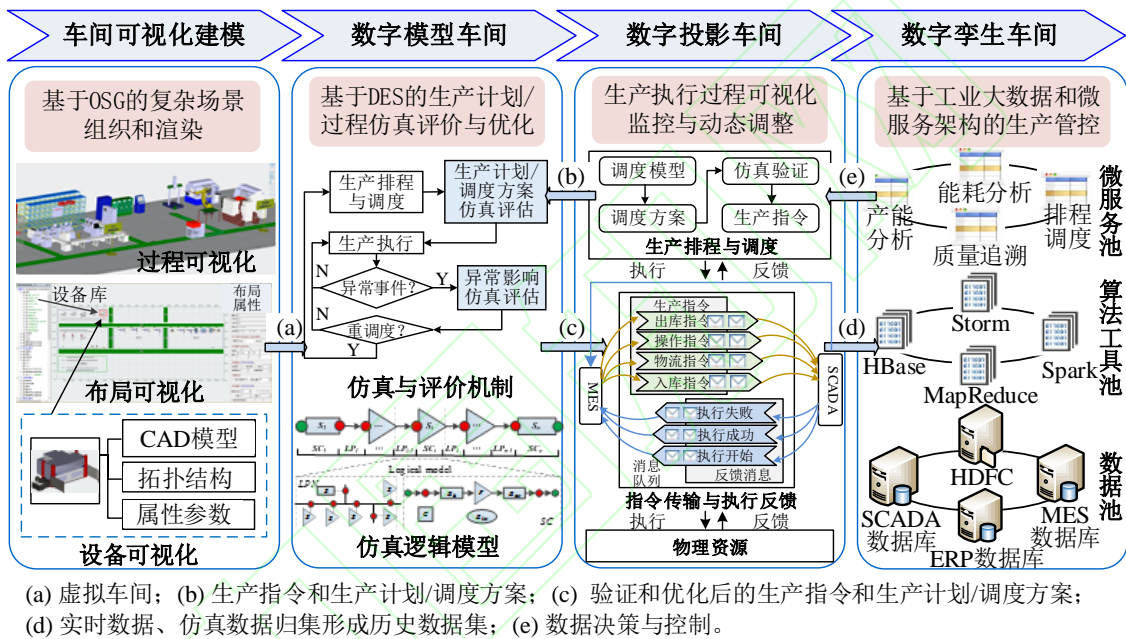 车间可视化建模
数字模型车间
数字投影车间
数字孪生车间
基于OSG的复杂场景
组织和渲染
过程可视化
设备库
布局
属性
布局可视化
CAD模型
拓扑结构
属性参数
设备可视化
(a)
基于DES的生产计划/
过程仿真评价与优化
生产排程
与调度
生产计划/
调度方案
仿真评估
生产执行
N
异常事件?
Y
异常影响
仿真评估
N
重调度?
Y
仿真与评价机制
S1
...
Si
...
Sn
SC1
LPi
SCi
SCn
Logical model
LPN
SC
仿真逻辑模型
(b)
(c)
生产执行过程可视化
监控与动态调整
调度模型
仿真验证
调度方案
生产指令
生产排程与调度
执行
反馈
生产指令
出库指令
操作指令
物流指令
入库指令
MES
SCADA
执行失败
执行成功
执行开始
消息
队列
反馈消息
指令传输与执行反馈
执行
反馈
物理资源
(e)
(d)
基于工业大数据和微
服务架构的生产管控
能耗分析
产能
分析
排程
调度
质量追溯
微服务池
Storm
HBase
Spark
MapReduce
算法工具池
HDFC
SCADA
数据库
MES
数据库
ERP数据库
数据池
(a) 虚拟车间；(b) 生产指令和生产计划/调度方案；(c) 验证和优化后的生产指令和生产计划/调度方案；
(d) 实时数据、仿真数据归集形成历史数据集；(e) 数据决策与控制。